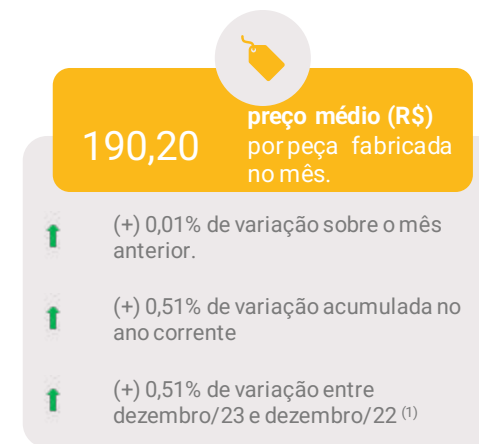 190,20
preço médio (R$)
por peça fabricada
no mês.
(+) 0,01% de variação sobre o mês
anterior.
(+) 0,51% de variação acumulada no
ano corrente
(+) 0,51% de variação entre
dezembro/23 e dezembro/22 (1)